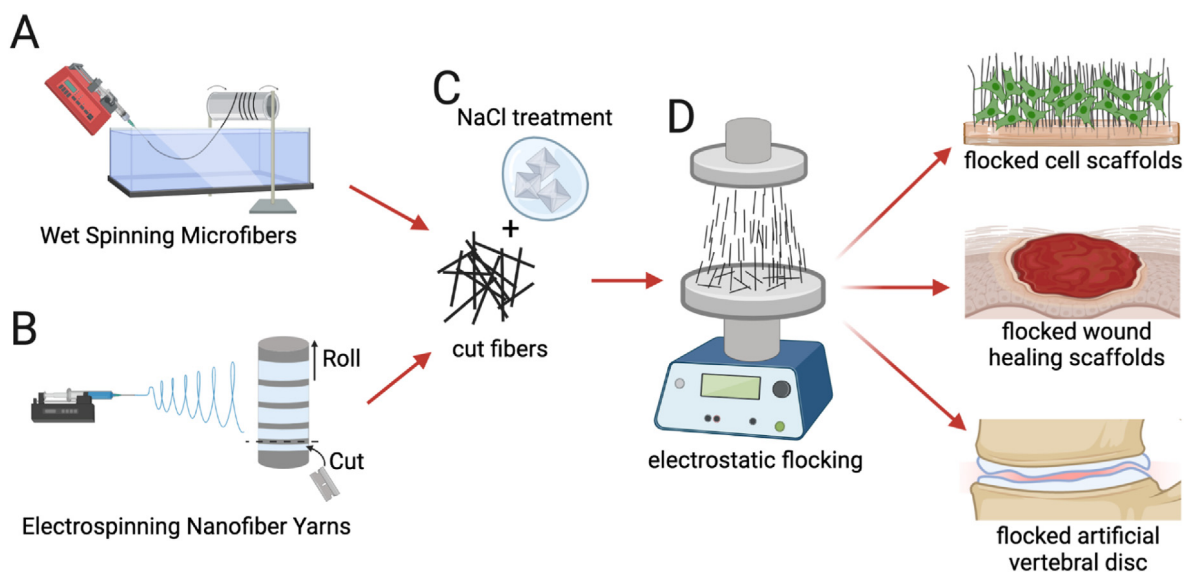 A
Wet Spinning Microfibers
B
Roll
Cut
Electrospinning Nanofiber Yarns
C
NaCl treatment
+
cut fibers
D
electrostatic flocking
flocked cell scaffolds
flocked wound
healing scaffolds
flocked artificial
vertebral disc